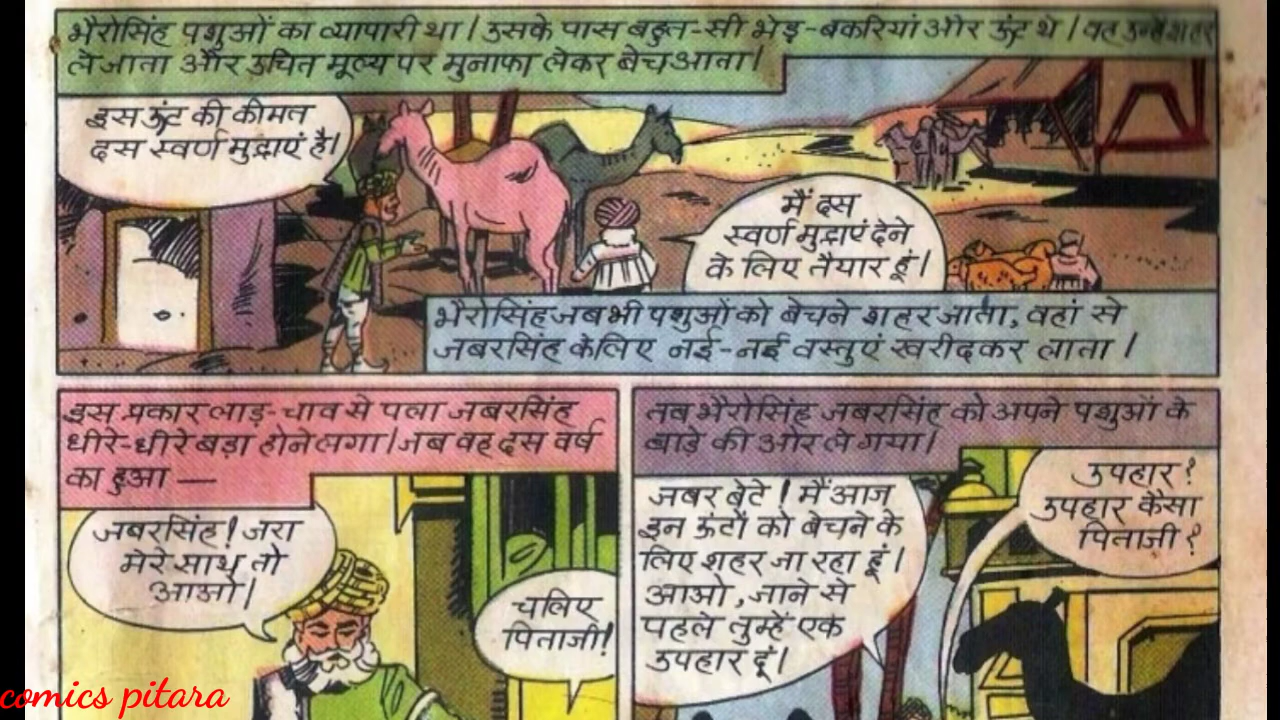 भैरोसिंह पशुओं का व्यापारी था। उसके पास बहुत-सी भेड़-बकरियां और ऊंट थे। वह उन्हें शहर
ले जाता और उचित मूल्य पर मुनाफा लेकर बेच आता।
इस ऊंट की कीमत
दस स्वर्ण मुद्राएं है।
मैं दस
स्वर्ण मुद्राएं देने
के लिए तैयार हूं।
भैरोसिंह जब भी पशुओं को बेचने शहर जाता, वहां से
जबरसिंह के लिए नई-नई वस्तुएं खरीदकर लाता।
इस प्रकार लाड़-चाव से पला जबरसिंह
धीरे-धीरे बड़ा होने लगा। जब वह दस वर्ष
का हुआ —
जबरसिंह! जरा
मेरे साथ तो
आओ।
चलिए
पिताजी!
तब भैरोसिंह जबरसिंह को अपने पशुओं के
बाड़े की ओर ले गया।
जबर बेटे! मैं आज
इन ऊंटों को बेचने के
लिए शहर जा रहा हूं।
आओ, जाने से
पहले तुम्हें एक
उपहार दूं।
उपहार?
उपहार कैसा
पिताजी?
comics pitara